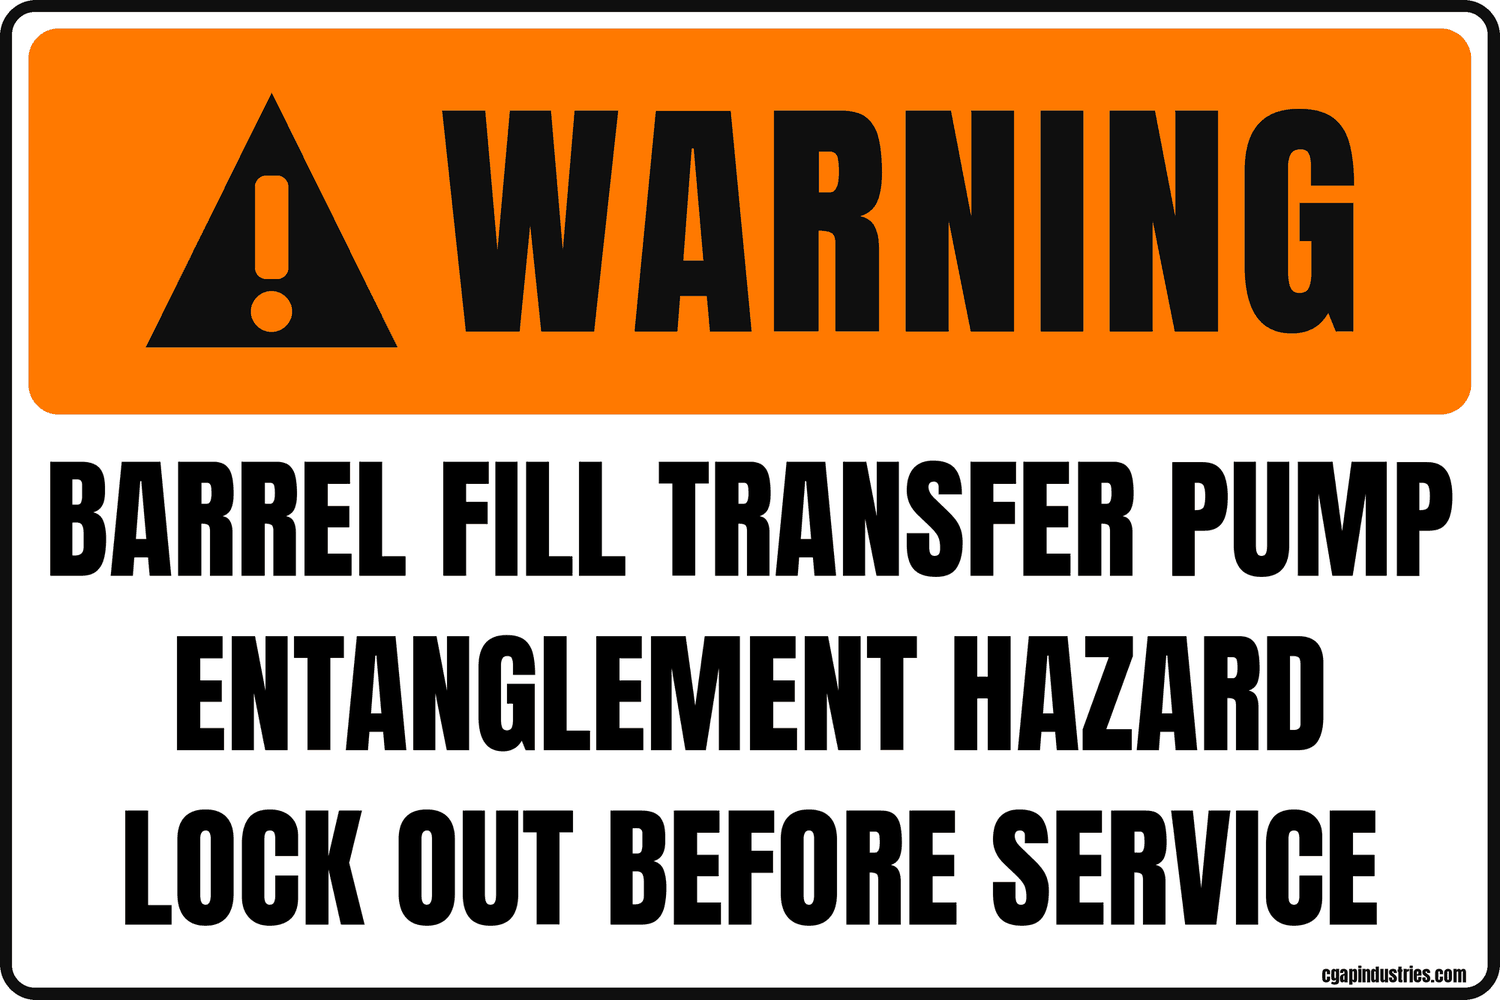 WARNING
BARREL FILL TRANSFER PUMP
ENTANGLEMENT HAZARD
LOCK OUT BEFORE SERVICE
cgapindustries.com